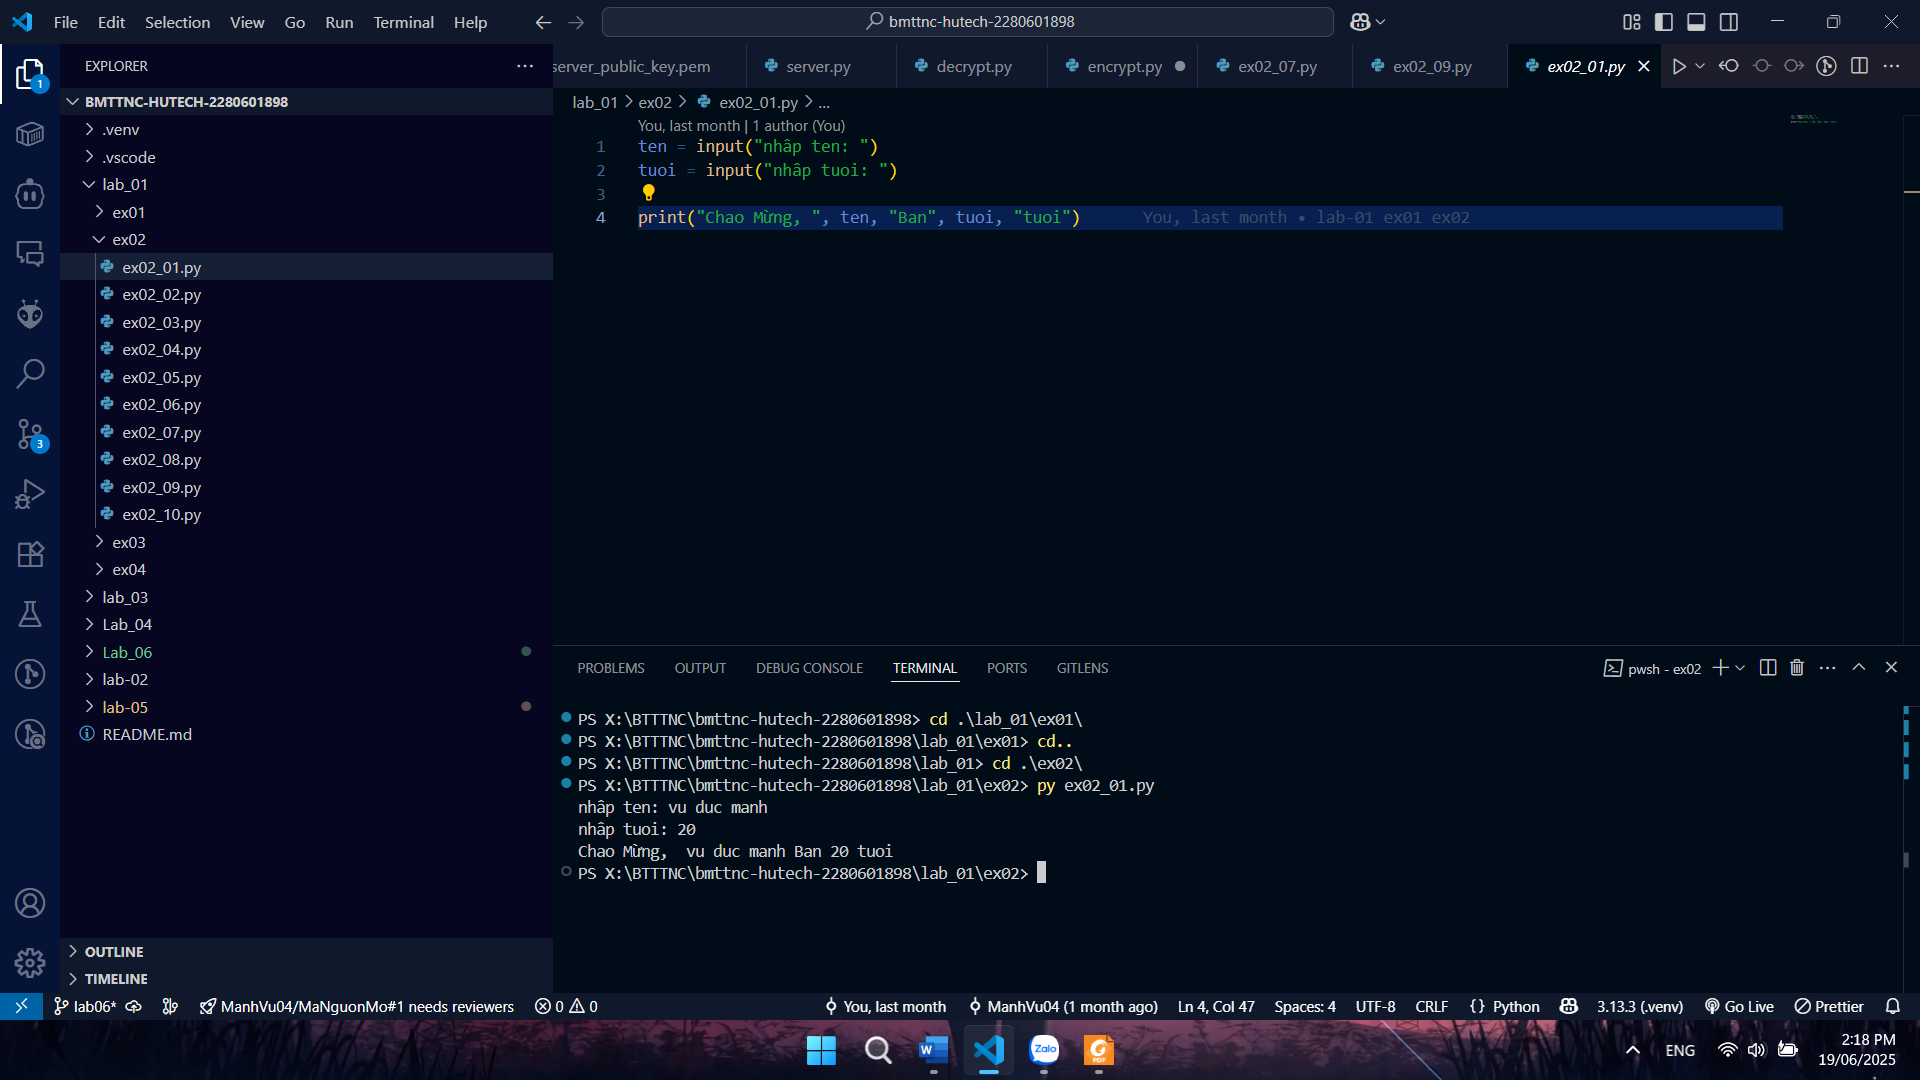 File Edit Selection View Go Run Terminal Help
bmttnc-hutech-2280601898
EXPLORER
server_public_key.pem server.py decrypt.py encrypt.py ex02_07.py ex02_09.py ex02_01.py
BMTTNC-HUTECH-2280601898
.venv
.vscode
lab_01
ex01
ex02
ex02_01.py
ex02_02.py
ex02_03.py
ex02_04.py
ex02_05.py
ex02_06.py
ex02_07.py
ex02_08.py
ex02_09.py
ex02_10.py
ex03
ex04
lab_03
Lab_04
Lab_06
lab-02
lab-05
README.md
OUTLINE
TIMELINE
1
3
lab_01 > ex02 > ex02_01.py > ...
You, last month | 1 author (You)
1 ten = input("nhập ten: ")
2 tuoi = input("nhập tuoi: ")
3
4 print("Chao Mừng, ", ten, "Ban", tuoi, "tuoi") You, last month • lab-01 ex01 ex02
PROBLEMS OUTPUT DEBUG CONSOLE TERMINAL PORTS GITLENS
pwsh - ex02
PS X:\BTTTNC\bmttnc-hutech-2280601898> cd .\lab_01\ex01\
PS X:\BTTTNC\bmttnc-hutech-2280601898\lab_01\ex01> cd..
PS X:\BTTTNC\bmttnc-hutech-2280601898\lab_01> cd .\ex02\
PS X:\BTTTNC\bmttnc-hutech-2280601898\lab_01\ex02> py ex02_01.py
nhập ten: vu duc manh
nhập tuoi: 20
Chao Mừng,  vu duc manh Ban 20 tuoi
PS X:\BTTTNC\bmttnc-hutech-2280601898\lab_01\ex02>
lab06* ManhVu04/MaNguonMo#1 needs reviewers 0 0 You, last month ManhVu04 (1 month ago) Ln 4, Col 47 Spaces: 4 UTF-8 CRLF {} Python 3.13.3 (.venv) Go Live Prettier
W Zalo PDF
ENG
2:18 PM
19/06/2025